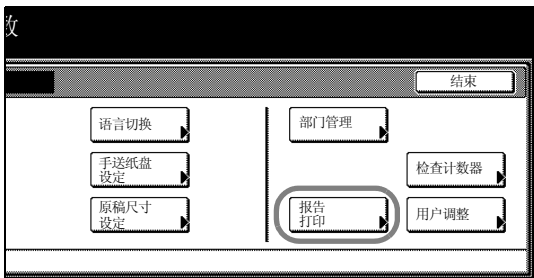 数
结束
语言切换
部门管理
手送纸盘
设定
检查计数器
原稿尺寸
设定
报告
打印
用户调整